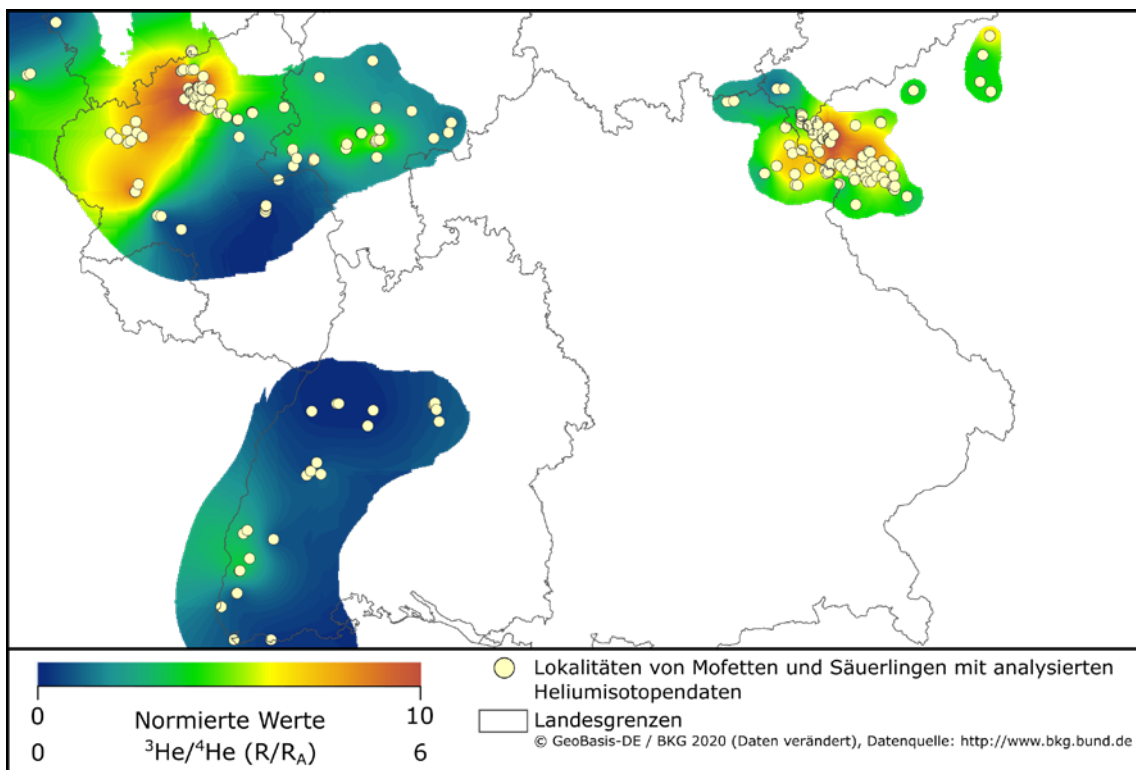 0
10
Normierte Werte
0
³He/⁴He (R/Rₐ)
6
Lokalitäten von Mofetten und Säuerlingen mit analysierten
Heliumisotopendaten
Landesgrenzen
© GeoBasis-DE / BKG 2020 (Daten verändert), Datenquelle: http://www.bkg.bund.de